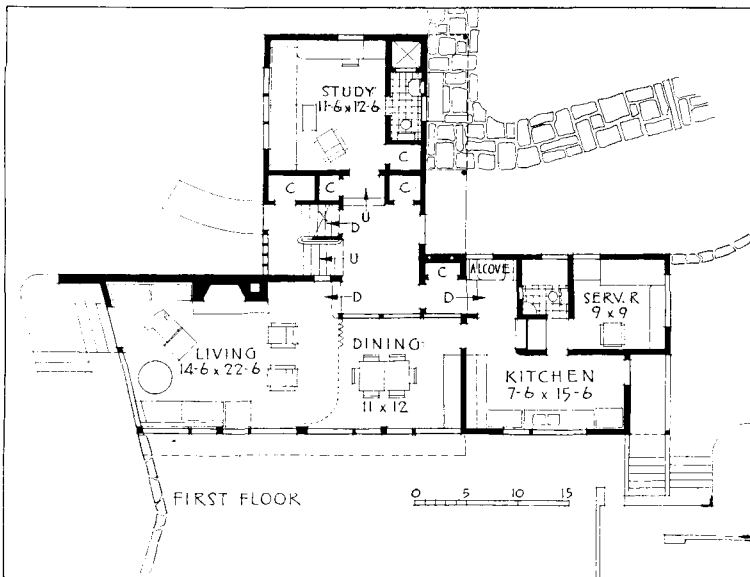 STUDY
11-6 x 12-6
C
C
C
C
U
D
U
D
C
ALCOVE
D
SERV. R
9 x 9
LIVING
14-6 x 22-6
DINING
11 x 12
KITCHEN
7-6 x 15-6
FIRST FLOOR
0 5 10 15